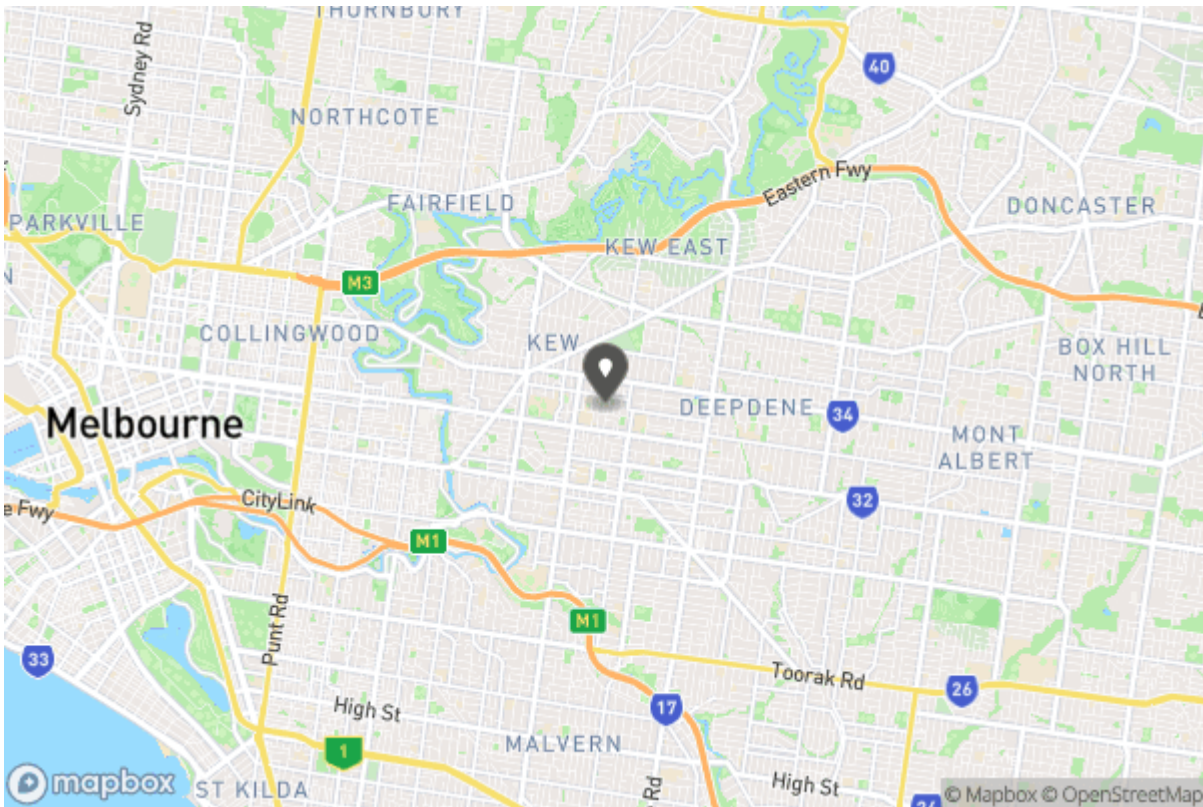 THORNBURY
Sydney Rd
40
NORTHCOTE
FAIRFIELD
Eastern Fwy
DONCASTER
PARKVILLE
KEW EAST
M3
COLLINGWOOD
KEW
BOX HILL
NORTH
DEEPDENE
34
Melbourne
MONT
ALBERT
CityLink
32
e Fwy
M1
Punt Rd
M1
33
Toorak Rd
26
17
High St
MALVERN
1
High St
mapbox
ST KILDA
Rd
© Mapbox © OpenStreetMap